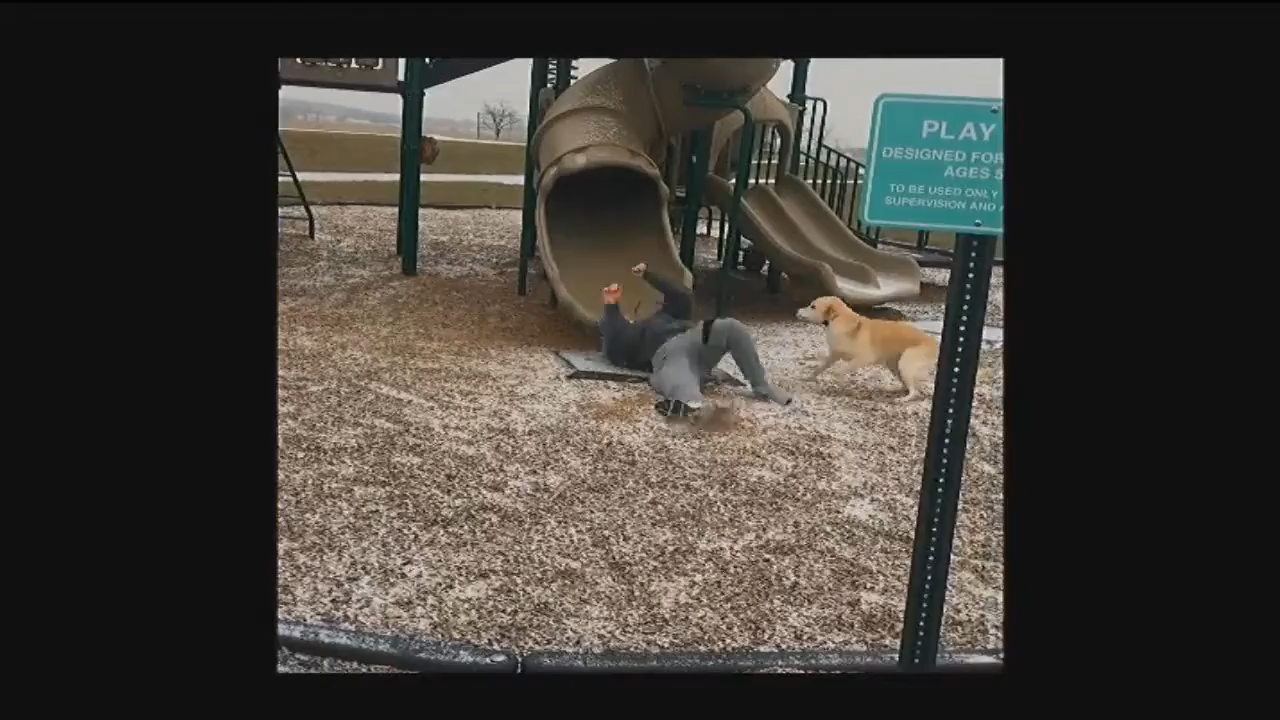 PLAY
DESIGNED FOR
AGES 5
TO BE USED ONLY
SUPERVISION AND